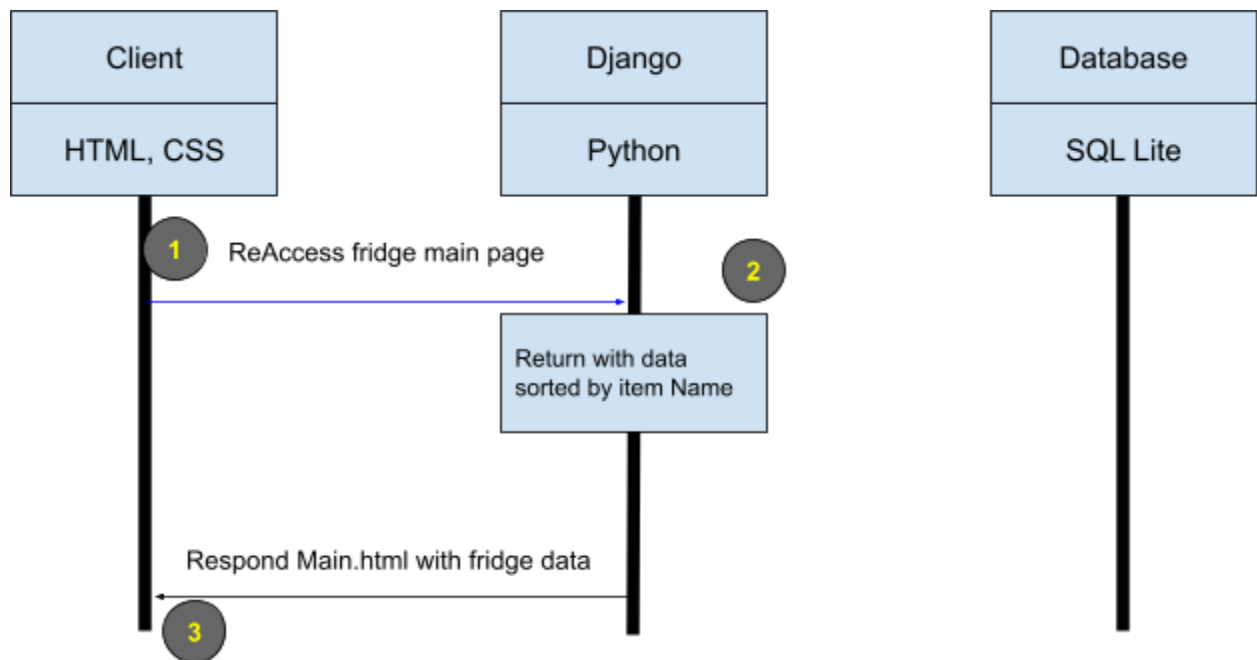 Client
Django
Database
HTML, CSS
Python
SQL Lite
1
ReAccess fridge main page
2
Return with data
sorted by item Name
Respond Main.html with fridge data
3